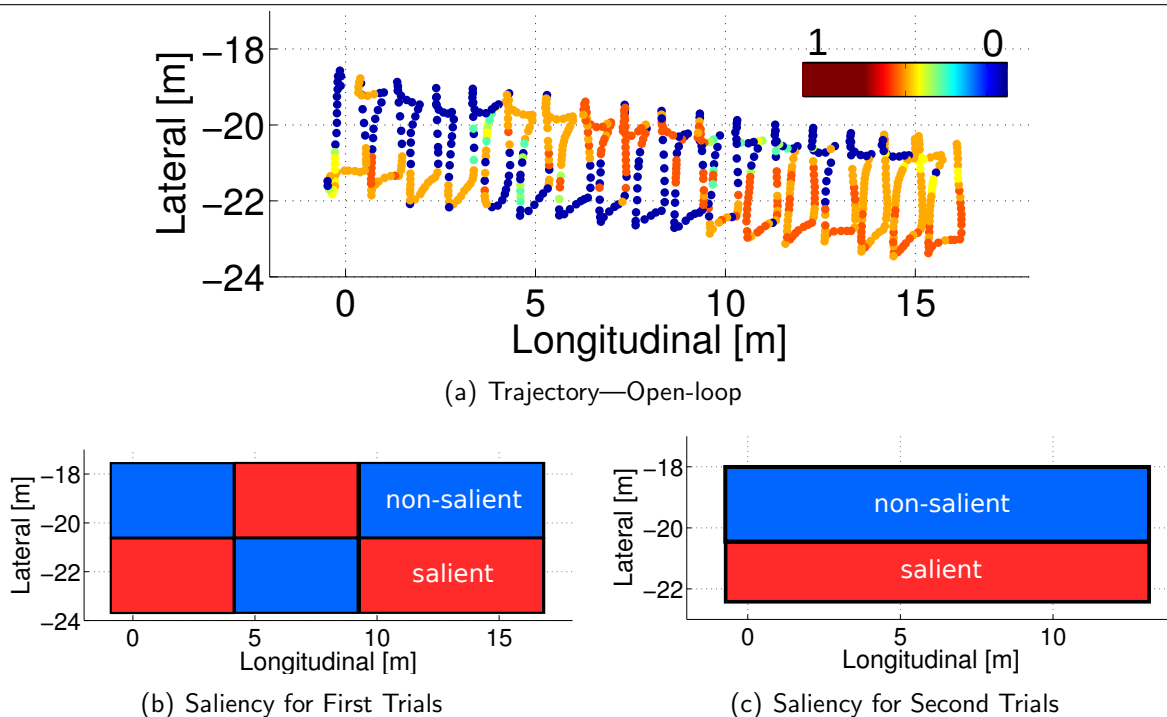 1 0
−18
−20
−22
−24
Lateral [m]
0 5 10 15
Longitudinal [m]
(a) Trajectory—Open-loop
−18
−20
−22
−24
Lateral [m]
non-salient
salient
0 5 10 15
Longitudinal [m]
(b) Saliency for First Trials
−18
−20
−22
Lateral [m]
non-salient
salient
0 5 10
Longitudinal [m]
(c) Saliency for Second Trials